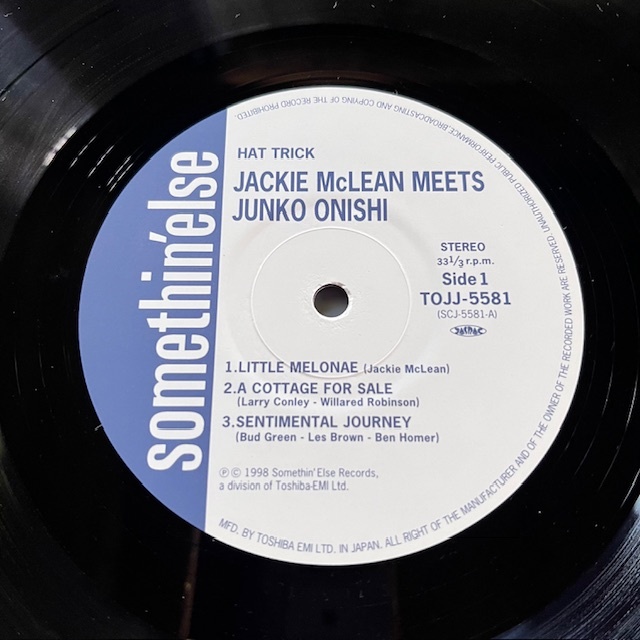 somethin'else
HAT TRICK
JACKIE McLEAN MEETS
JUNKO ONISHI
STEREO
33 1/3 r.p.m.
Side 1
TOJJ-5581
(SCJ-5581-A)
1.LITTLE MELONAE (Jackie McLean)
2.A COTTAGE FOR SALE
(Larry Conley - Willared Robinson)
3.SENTIMENTAL JOURNEY
(Bud Green - Les Brown - Ben Homer)
℗ © 1998 Somethin' Else Records,
a division of Toshiba-EMI Ltd.
MFD. BY TOSHIBA EMI LTD. IN JAPAN. ALL RIGHT OF THE MANUFACTURER AND OF THE OWNER OF THE RECORDED WORK ARE RESERVED. UNAUTHORIZED PUBLIC PERFORMANCE BROADCASTING AND COPYING OF THE RECORD PROHIBITED.